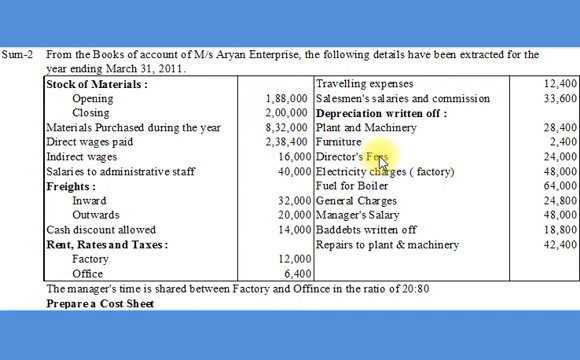 Sum-2 From the Books of account of M/s Aryan Enterprise, the following details have been extracted for the
year ending March 31, 2011.
Stock of Materials :
Opening 1,88,000
Closing 2,00,000
Materials Purchased during the year 8,32,000
Direct wages paid 2,38,400
Indirect wages 16,000
Salaries to administrative staff 40,000
Freights :
Inward 32,000
Outwards 20,000
Cash discount allowed 14,000
Rent, Rates and Taxes :
Factory 12,000
Office 6,400
Travelling expenses 12,400
Salesmen's salaries and commission 33,600
Depreciation written off :
Plant and Machinery 28,400
Furniture 2,400
Director's Fees 24,000
Electricity charges ( factory) 48,000
Fuel for Boiler 64,000
General Charges 24,800
Manager's Salary 48,000
Baddebts written off 18,800
Repairs to plant & machinery 42,400
The manager's time is shared between Factory and Offince in the ratio of 20:80
Prepare a Cost Sheet